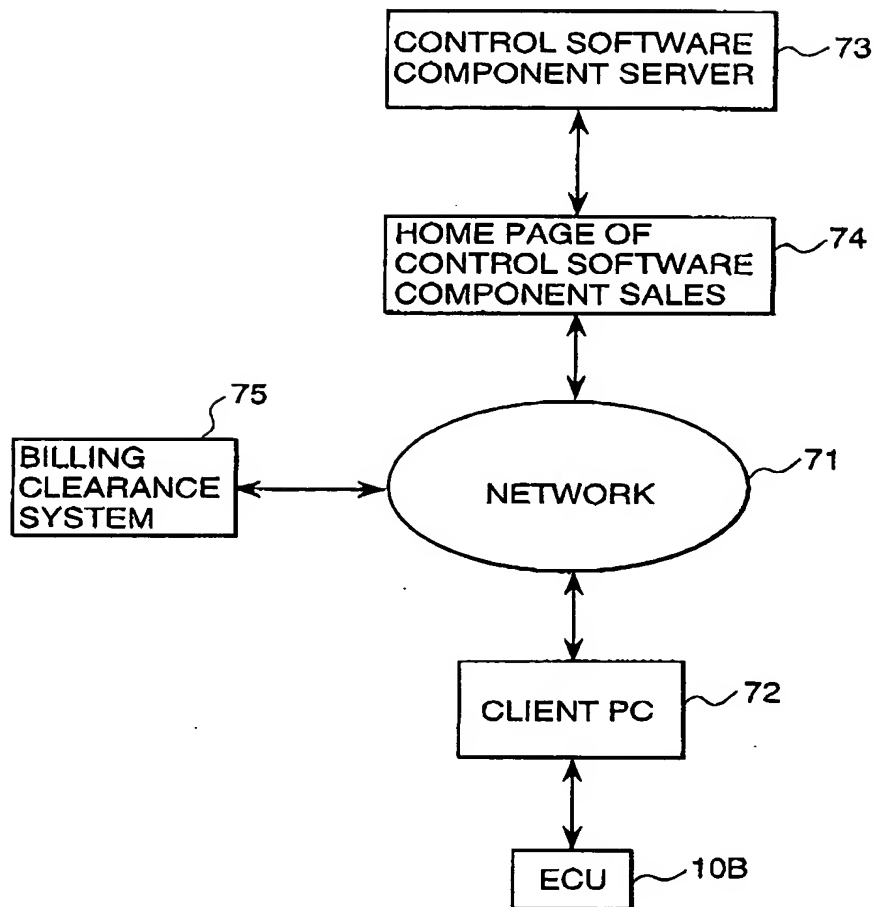 CONTROL SOFTWARE
COMPONENT SERVER
73
HOME PAGE OF
CONTROL SOFTWARE
COMPONENT SALES
74
75
BILLING
CLEARANCE
SYSTEM
NETWORK
71
CLIENT PC
72
ECU
10B